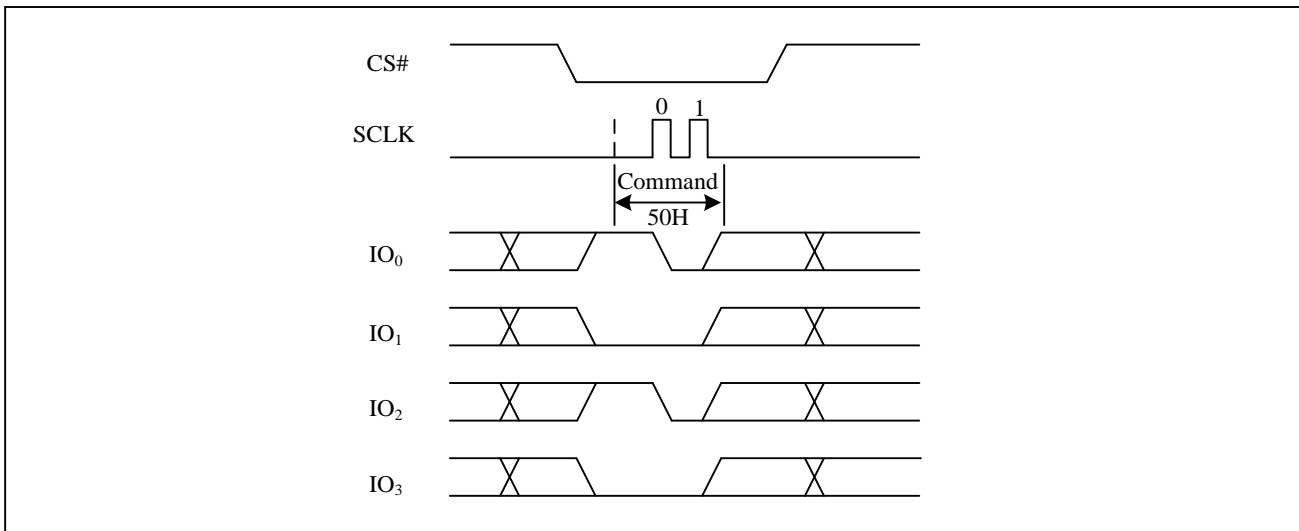 CS#
0 1
SCLK
Command
50H
IO0
IO1
IO2
IO3